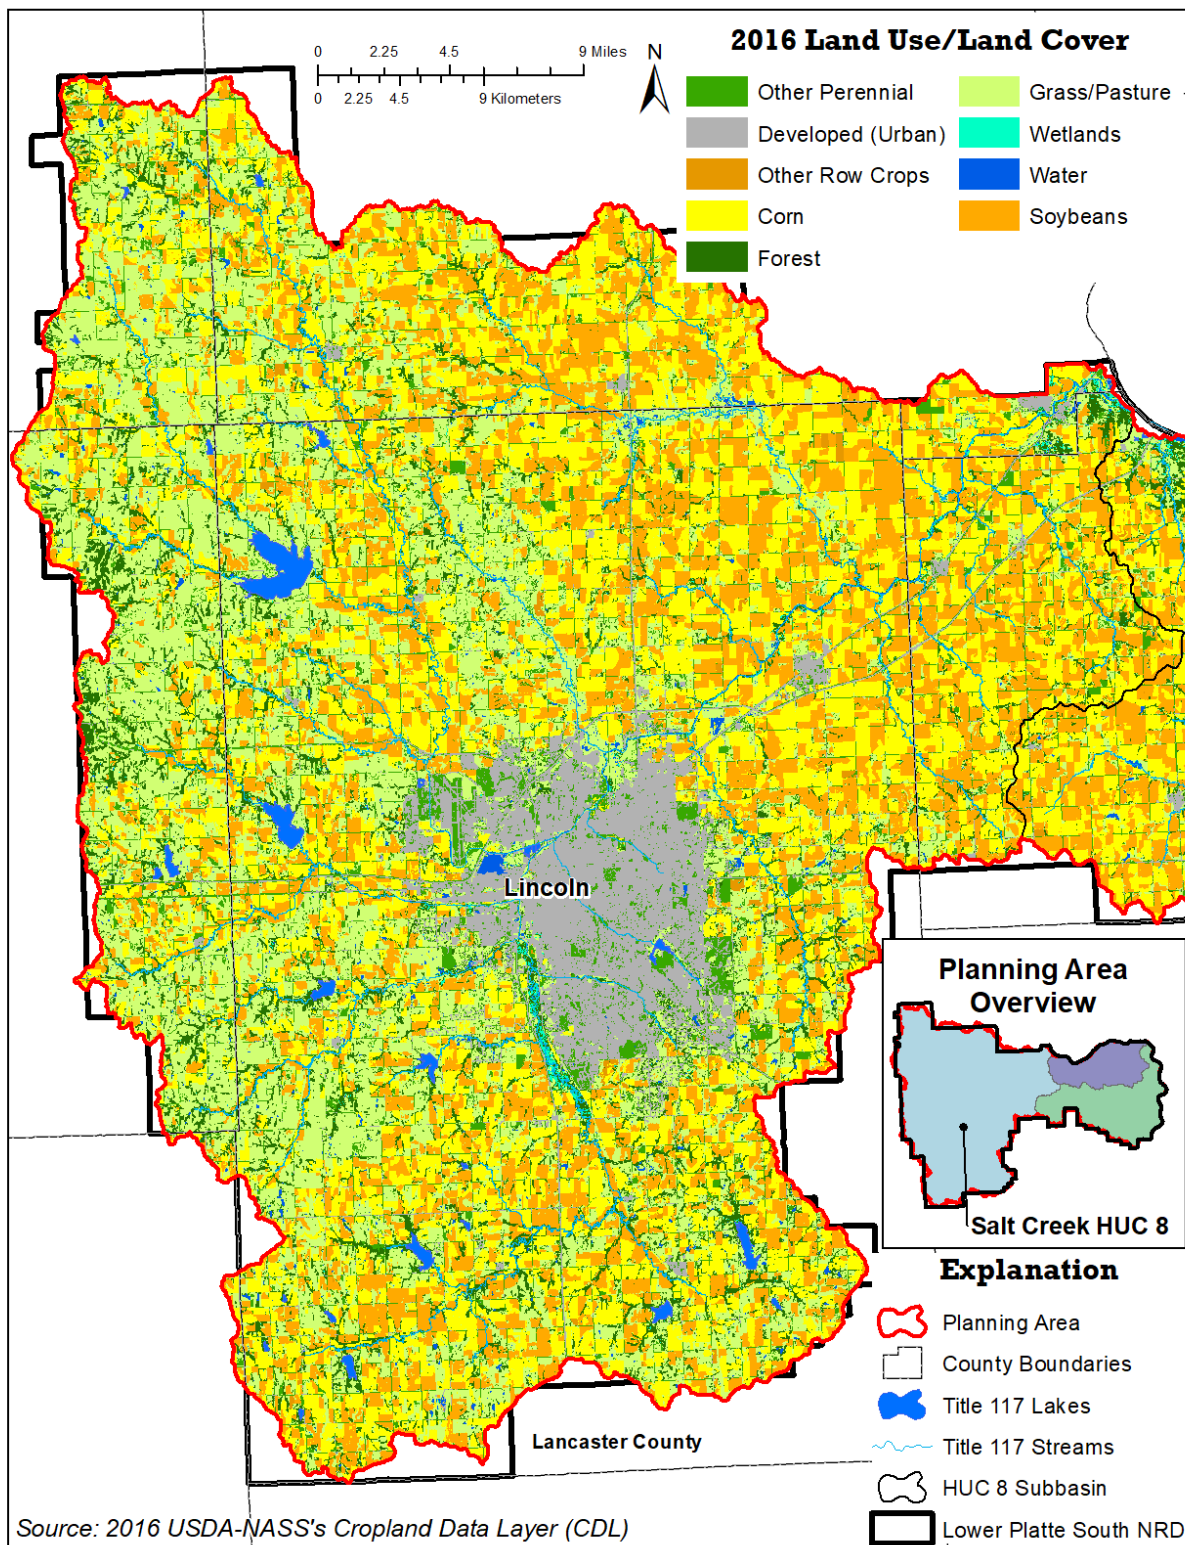 2016 Land Use/Land Cover
0 2.25 4.5 9 Miles
0 2.25 4.5 9 Kilometers
N
Other Perennial
Developed (Urban)
Other Row Crops
Corn
Forest
Grass/Pasture
Wetlands
Water
Soybeans
Lincoln
Planning Area
Overview
Salt Creek HUC 8
Explanation
Planning Area
County Boundaries
Title 117 Lakes
Title 117 Streams
HUC 8 Subbasin
Lower Platte South NRD
Lancaster County
Source: 2016 USDA-NASS's Cropland Data Layer (CDL)